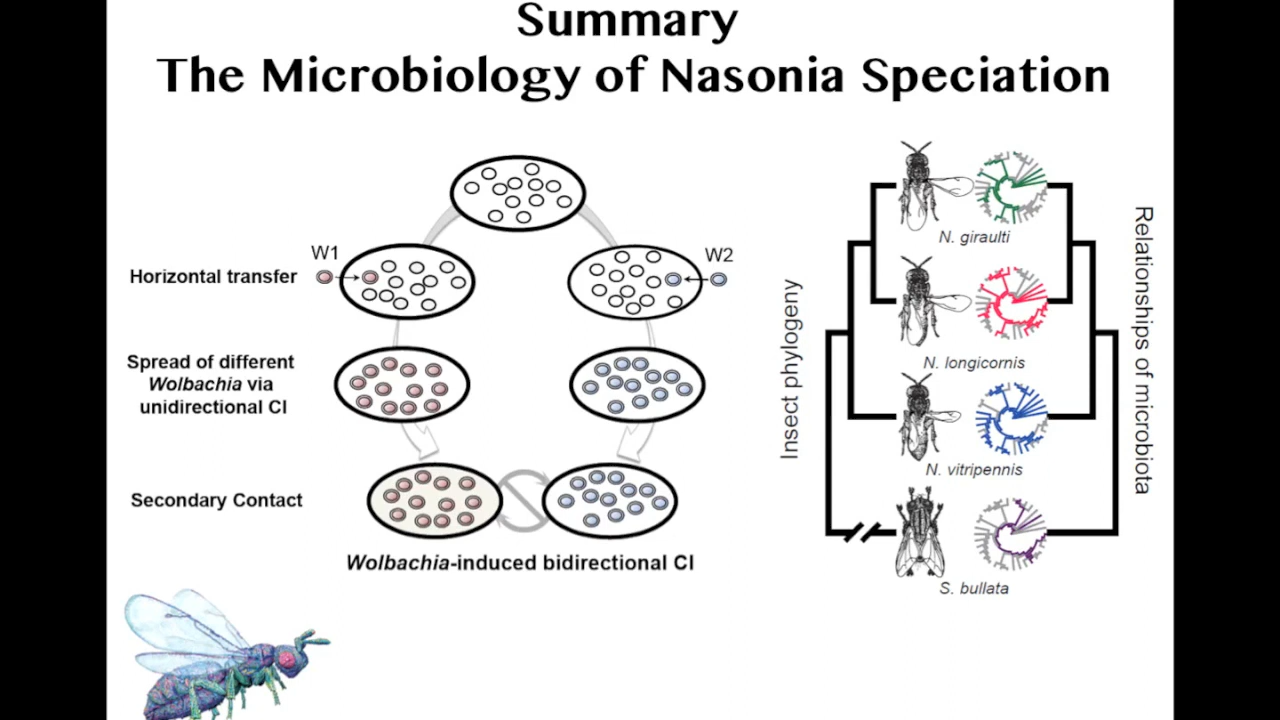 Summary
The Microbiology of Nasonia Speciation
W1
W2
Horizontal transfer
Spread of different
Wolbachia via
unidirectional CI
Secondary Contact
Wolbachia-induced bidirectional CI
Insect phylogeny
N. giraulti
N. longicornis
N. vitripennis
S. bullata
Relationships of microbiota